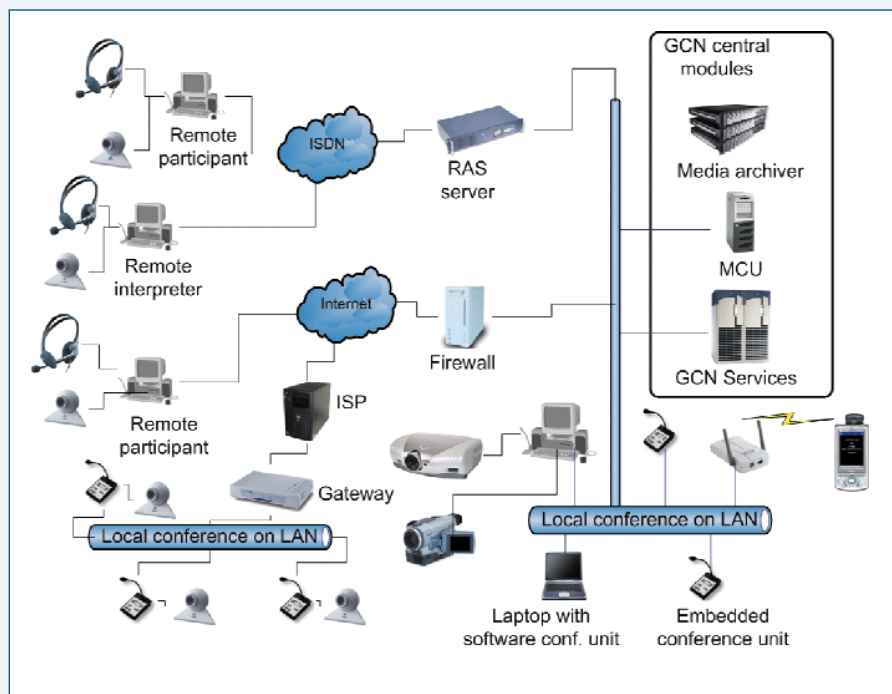 GCN central
modules
Media archiver
MCU
GCN Services
Remote
participant
ISDN
RAS
server
Remote
interpreter
Internet
Firewall
Remote
participant
ISP
Gateway
Local conference on LAN
Local conference on LAN
Laptop with
software conf. unit
Embedded
conference unit